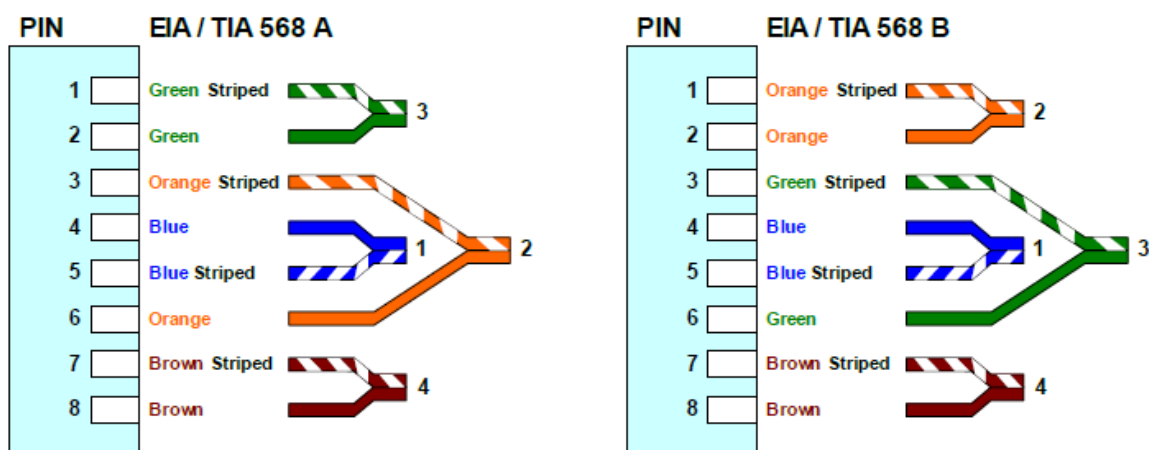 PIN EIA / TIA 568 A
1 Green Striped
3
2 Green
3 Orange Striped
4 Blue
1 2
5 Blue Striped
6 Orange
7 Brown Striped
4
8 Brown
PIN EIA / TIA 568 B
1 Orange Striped
2
2 Orange
3 Green Striped
4 Blue
1 3
5 Blue Striped
6 Green
7 Brown Striped
4
8 Brown